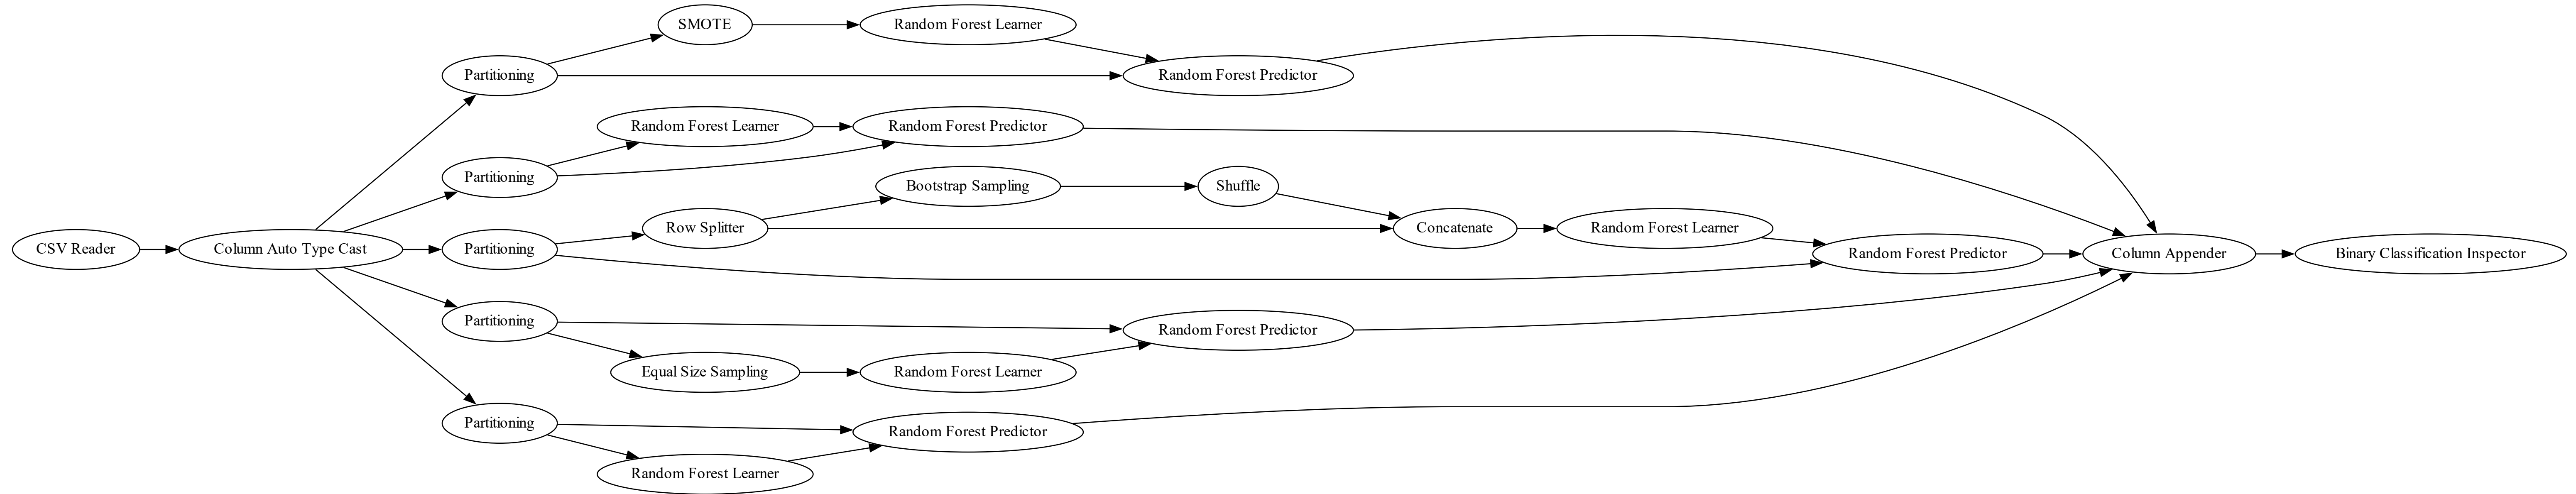 SMOTE
Random Forest Learner
Partitioning
Random Forest Predictor
Random Forest Learner
Random Forest Predictor
Partitioning
Bootstrap Sampling
Shuffle
Row Splitter
Concatenate
Random Forest Learner
CSV Reader
Column Auto Type Cast
Partitioning
Random Forest Predictor
Column Appender
Binary Classification Inspector
Partitioning
Random Forest Predictor
Equal Size Sampling
Random Forest Learner
Partitioning
Random Forest Predictor
Random Forest Learner